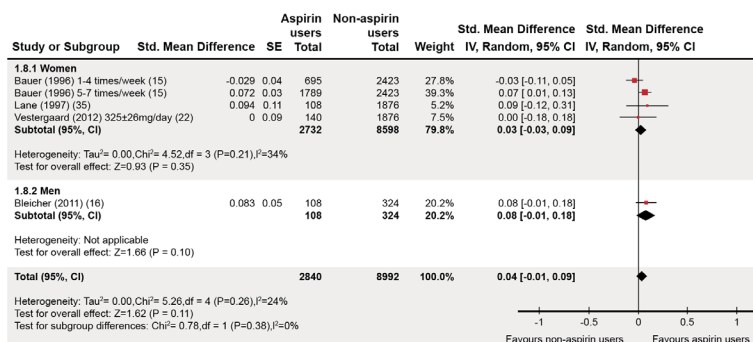 Aspirin Non-aspirin
users users Std. Mean Difference Std. Mean Difference
Study or Subgroup Std. Mean Difference SE Total Total Weight IV, Random, 95% CI IV, Random, 95% CI
1.8.1 Women
Bauer (1996) 1-4 times/week (15) -0.029 0.04 695 2423 27.8% -0.03 [-0.11, 0.05]
Bauer (1996) 5-7 times/week (15) 0.072 0.03 1789 2423 39.3% 0.07 [0.01, 0.13]
Lane (1997) (35) 0.094 0.11 108 1876 5.2% 0.09 [-0.12, 0.31]
Vestergaard (2012) 325±26mg/day (22) 0 0.09 140 1876 7.5% 0.00 [-0.18, 0.18]
Subtotal (95%, CI) 2732 8598 79.8% 0.03 [-0.03, 0.09]
Heterogeneity: Tau²= 0.00,Chi²= 4.52,df = 3 (P=0.21),I²=34%
Test for overall effect: Z=0.93 (P = 0.35)
1.8.2 Men
Bleicher (2011) (16) 0.083 0.05 108 324 20.2% 0.08 [-0.01, 0.18]
Subtotal (95%, CI) 108 324 20.2% 0.08 [-0.01, 0.18]
Heterogeneity: Not applicable
Test for overall effect: Z=1.66 (P = 0.10)
Total (95%, CI) 2840 8992 100.0% 0.04 [-0.01, 0.09]
Heterogeneity: Tau²= 0.00,Chi²= 5.26,df = 4 (P=0.26),I²=24%
Test for overall effect: Z=1.62 (P = 0.11)
Test for subgroup differences: Chi²= 0.78,df = 1 (P=0.38),I²=0%
-1 -0.5 0 0.5 1
Favours non-aspirin users Favours aspirin users